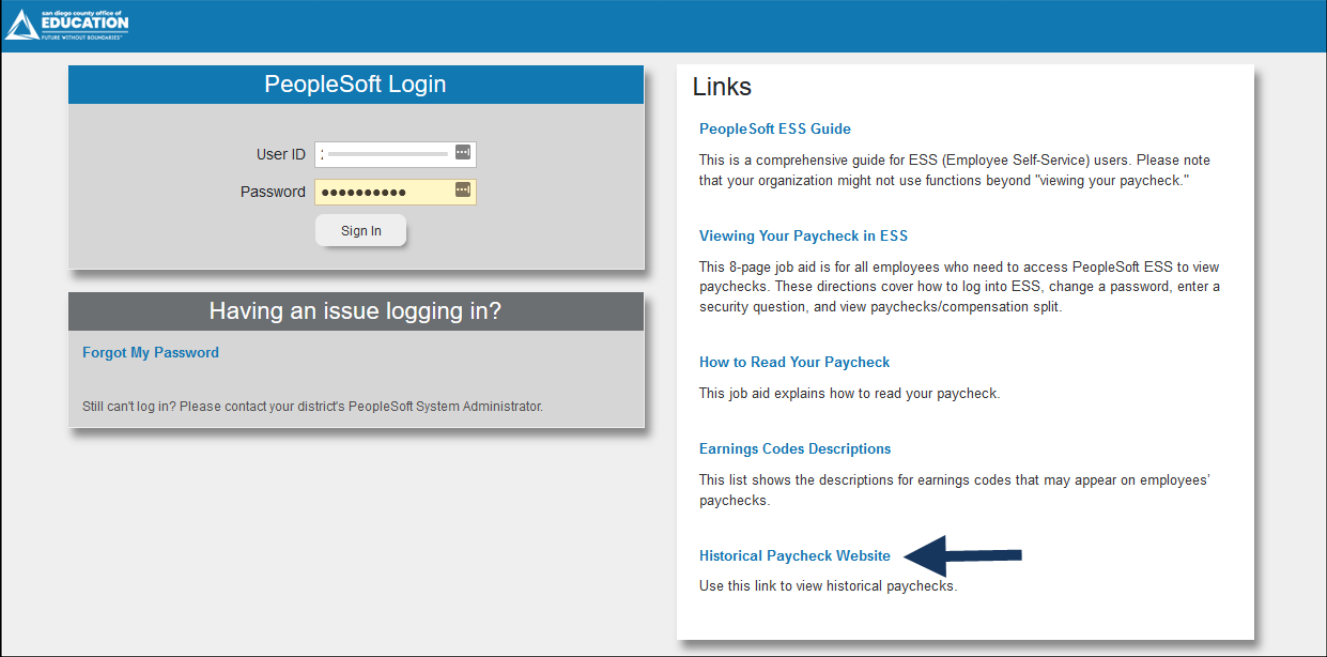 san diego county office of
EDUCATION
FUTURE WITHOUT BOUNDARIES™
PeopleSoft Login
User ID
Password
Sign In
Having an issue logging in?
Forgot My Password
Still can't log in? Please contact your district's PeopleSoft System Administrator.
Links
PeopleSoft ESS Guide
This is a comprehensive guide for ESS (Employee Self-Service) users. Please note
that your organization might not use functions beyond "viewing your paycheck."
Viewing Your Paycheck in ESS
This 8-page job aid is for all employees who need to access PeopleSoft ESS to view
paychecks. These directions cover how to log into ESS, change a password, enter a
security question, and view paychecks/compensation split.
How to Read Your Paycheck
This job aid explains how to read your paycheck.
Earnings Codes Descriptions
This list shows the descriptions for earnings codes that may appear on employees’
paychecks.
Historical Paycheck Website
Use this link to view historical paychecks.